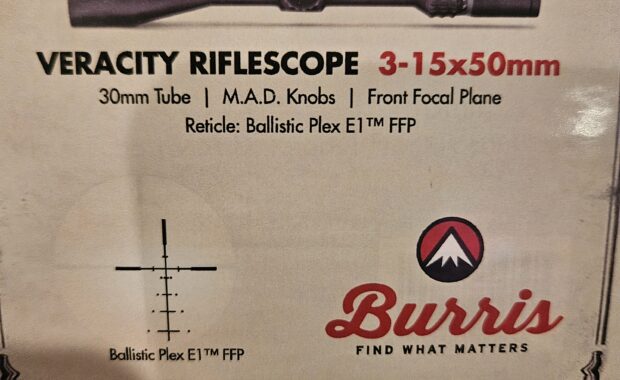 VERACITY RIFLESCOPE 3-15x50mm
30mm Tube | M.A.D. Knobs | Front Focal Plane
Reticle: Ballistic Plex E1™ FFP
Ballistic Plex E1™ FFP
Burris
FIND WHAT MATTERS